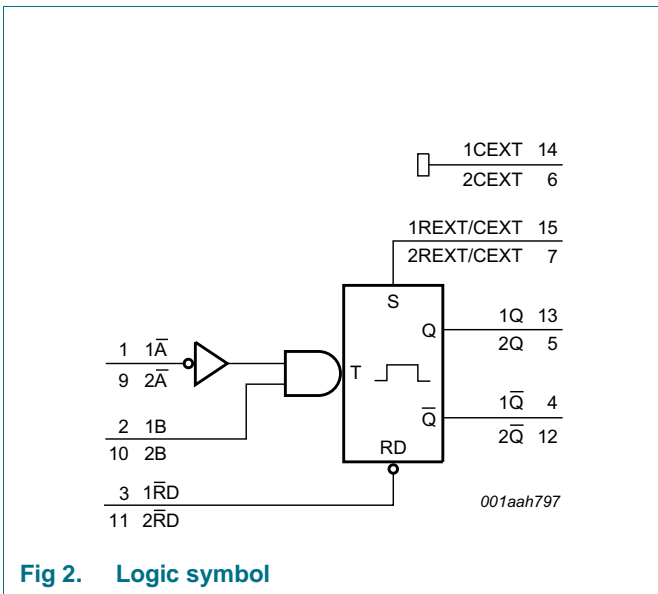 1CEXT 14
2CEXT 6
1REXT/CEXT 15
2REXT/CEXT 7
S
Q
1Q 13
2Q 5
1 1A̅
9 2A̅
T
2 1B
10 2B
Q̅
1Q̅ 4
2Q̅ 12
RD
3 1R̅D
11 2R̅D
001aah797
Fig 2. Logic symbol